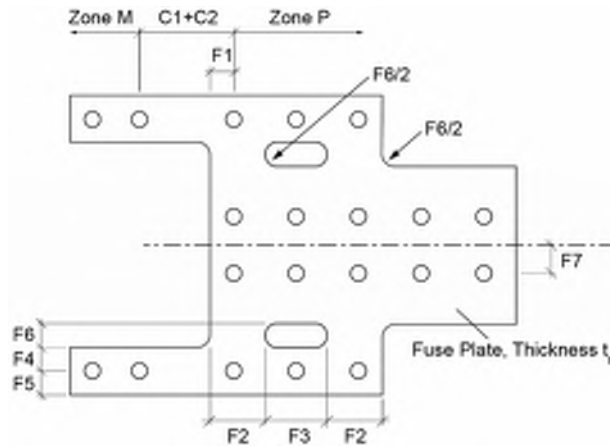 Zone M C1+C2 Zone P
F1
F6/2
F6/2
F7
F6
F4
F5
Fuse Plate, Thickness
F2 F3 F2